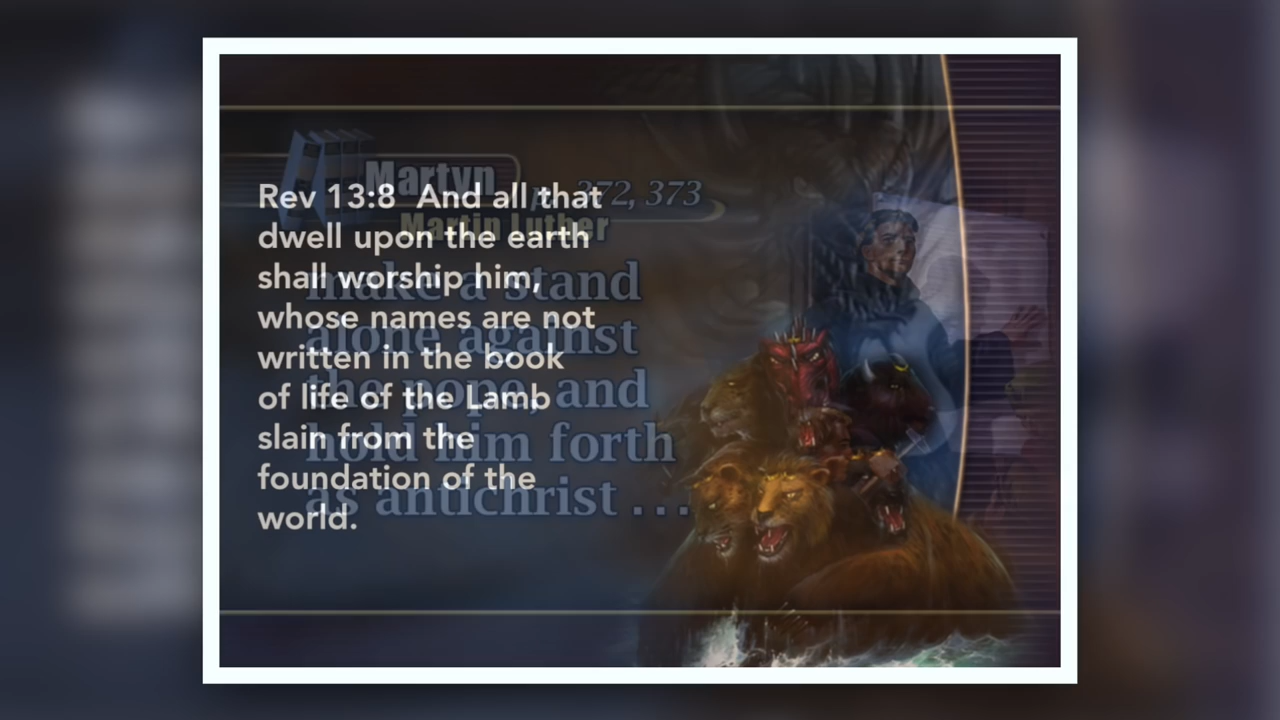 Rev 13:8 And all that
dwell upon the earth
shall worship him,
whose names are not
written in the book
of life of the Lamb
slain from the
foundation of the
world.
Martyn
372, 373
Martin Luther
make a stand
alone against
the pope, and
hold him forth
as antichrist . . .